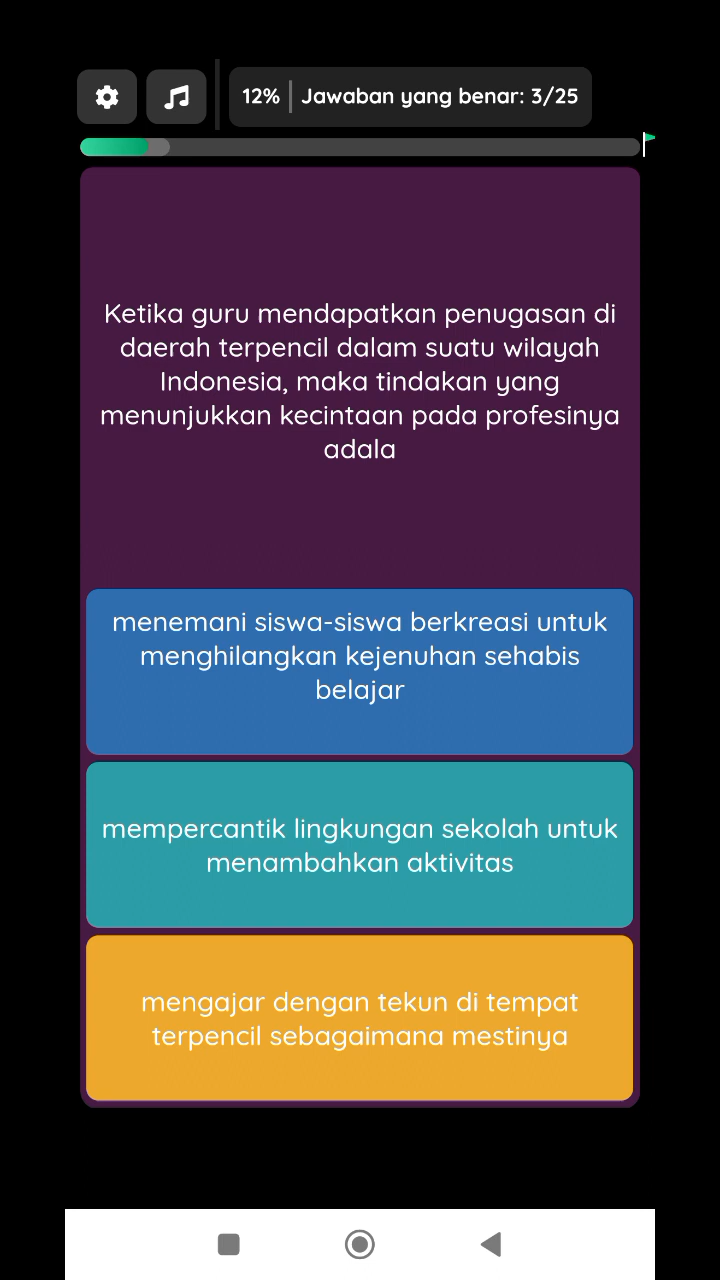 12% | Jawaban yang benar: 3/25
Ketika guru mendapatkan penugasan di
daerah terpencil dalam suatu wilayah
Indonesia, maka tindakan yang
menunjukkan kecintaan pada profesinya
adala
menemani siswa-siswa berkreasi untuk
menghilangkan kejenuhan sehabis
belajar
mempercantik lingkungan sekolah untuk
menambahkan aktivitas
mengajar dengan tekun di tempat
terpencil sebagaimana mestinya